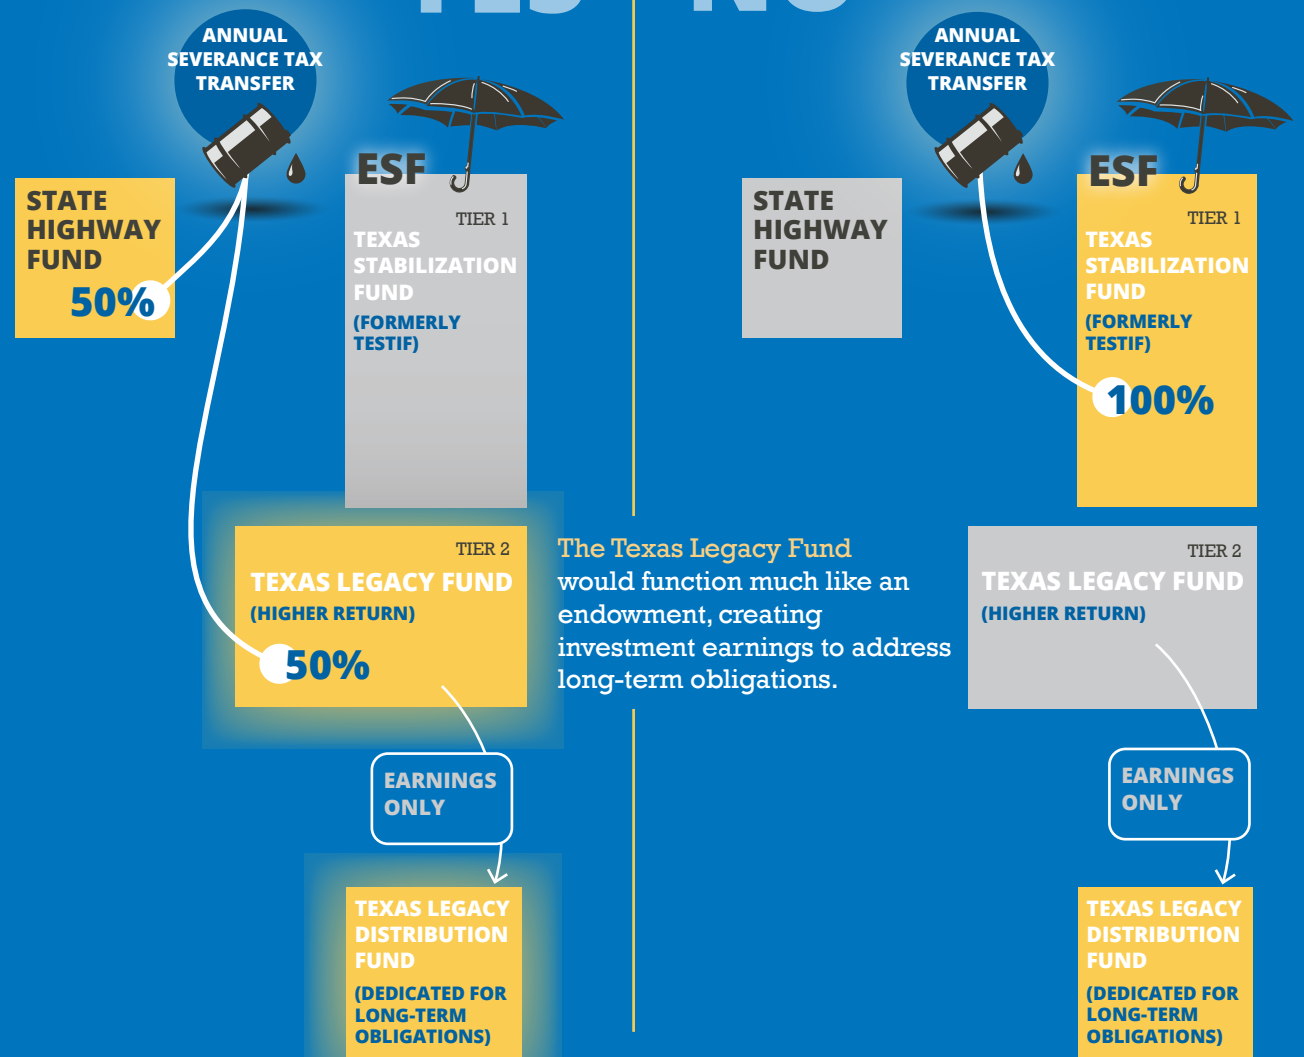 YES
NO
ANNUAL
SEVERANCE TAX
TRANSFER
ESF
STATE
HIGHWAY
FUND
50%
TIER 1
TEXAS
STABILIZATION
FUND
(FORMERLY
TESTIF)
TIER 2
TEXAS LEGACY FUND
(HIGHER RETURN)
50%
EARNINGS
ONLY
TEXAS LEGACY
DISTRIBUTION
FUND
(DEDICATED FOR
LONG-TERM
OBLIGATIONS)
The Texas Legacy Fund
would function much like an
endowment, creating
investment earnings to address
long-term obligations.
ANNUAL
SEVERANCE TAX
TRANSFER
ESF
STATE
HIGHWAY
FUND
TIER 1
TEXAS
STABILIZATION
FUND
(FORMERLY
TESTIF)
100%
TIER 2
TEXAS LEGACY FUND
(HIGHER RETURN)
EARNINGS
ONLY
TEXAS LEGACY
DISTRIBUTION
FUND
(DEDICATED FOR
LONG-TERM
OBLIGATIONS)